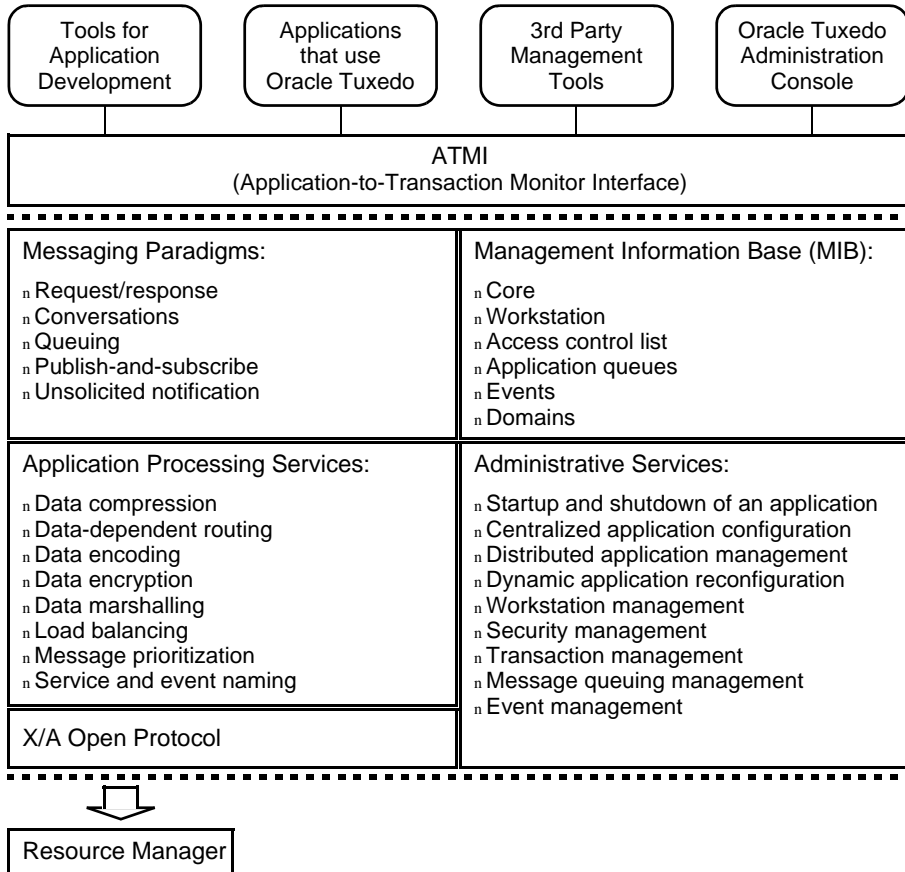 Tools for
Application
Development
Applications
that use
Oracle Tuxedo
3rd Party
Management
Tools
Oracle Tuxedo
Administration
Console
ATMI
(Application-to-Transaction Monitor Interface)
Messaging Paradigms:
n Request/response
n Conversations
n Queuing
n Publish-and-subscribe
n Unsolicited notification
Management Information Base (MIB):
n Core
n Workstation
n Access control list
n Application queues
n Events
n Domains
Application Processing Services:
n Data compression
n Data-dependent routing
n Data encoding
n Data encryption
n Data marshalling
n Load balancing
n Message prioritization
n Service and event naming
Administrative Services:
n Startup and shutdown of an application
n Centralized application configuration
n Distributed application management
n Dynamic application reconfiguration
n Workstation management
n Security management
n Transaction management
n Message queuing management
n Event management
X/A Open Protocol
Resource Manager